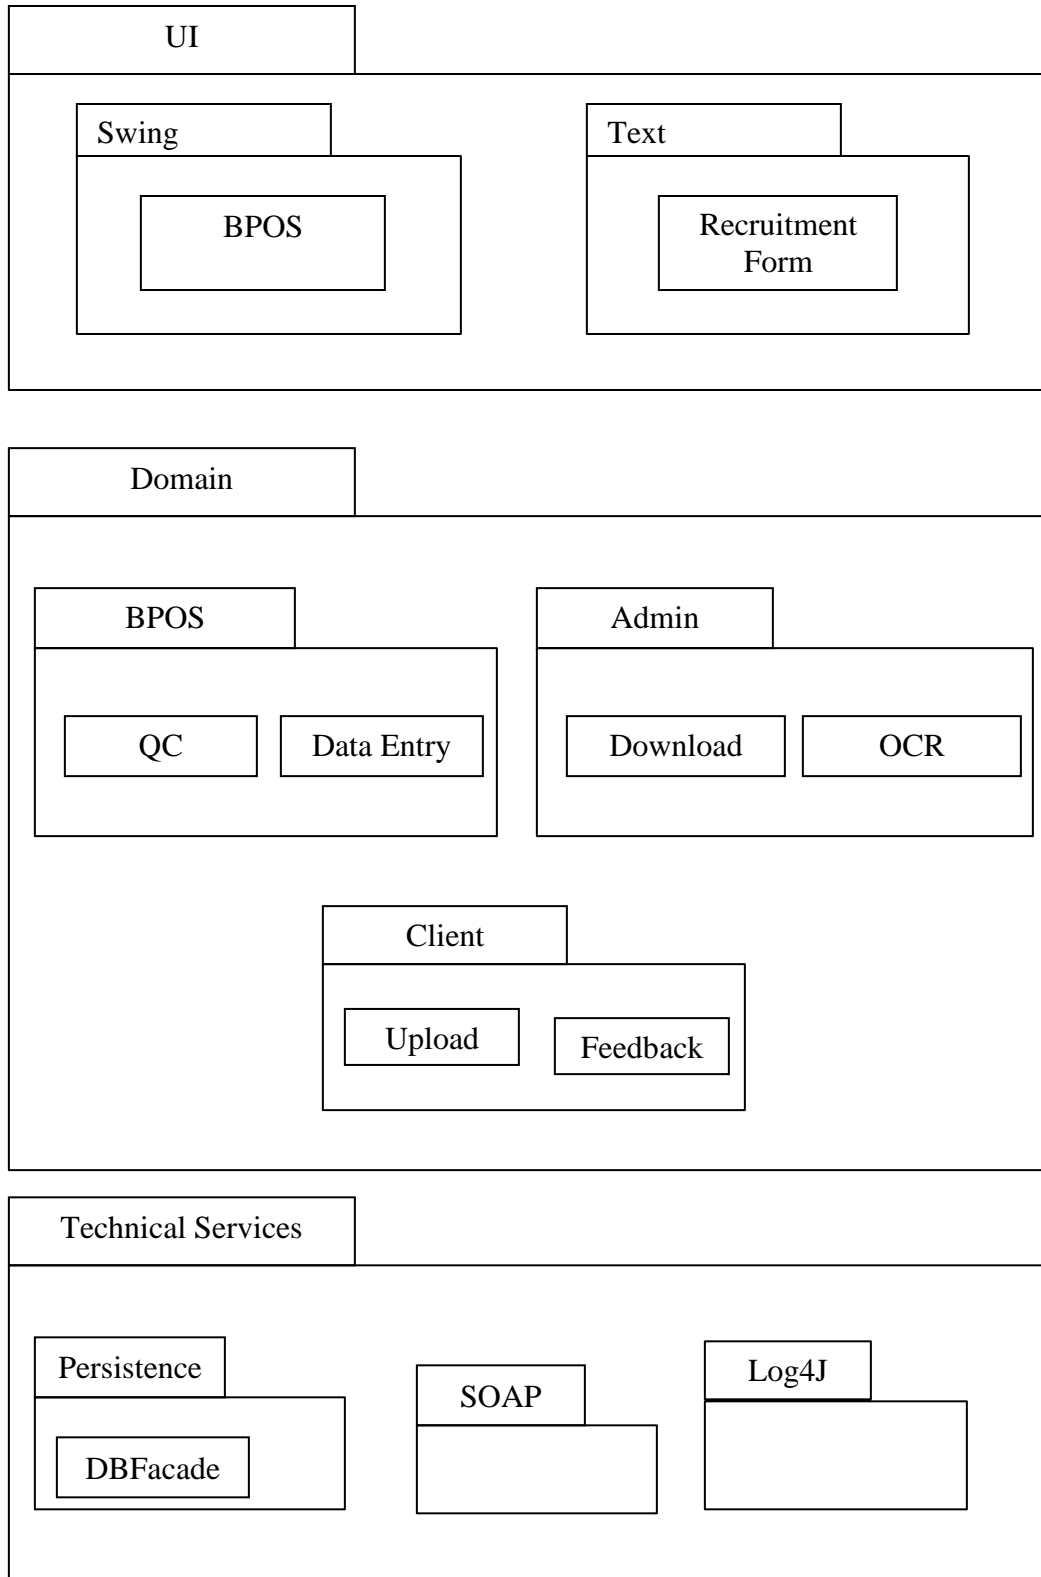 UI
Swing
Text
BPOS
Recruitment
Form
Domain
BPOS
Admin
QC
Data Entry
Download
OCR
Client
Upload
Feedback
Technical Services
Persistence
SOAP
Log4J
DBFacade